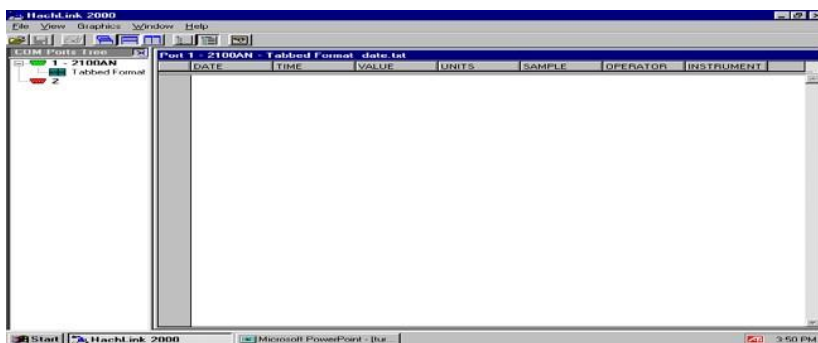 HachLink 2000
File View Graphics Window Help
COM Ports Tree
1 - 2100AN
Tabbed Format
2
Port 1 - 2100AN - Tabbed Format date.txt
DATE TIME VALUE UNITS SAMPLE OPERATOR INSTRUMENT
Start HachLink 2000 Microsoft PowerPoint - [tur... 3:50 PM